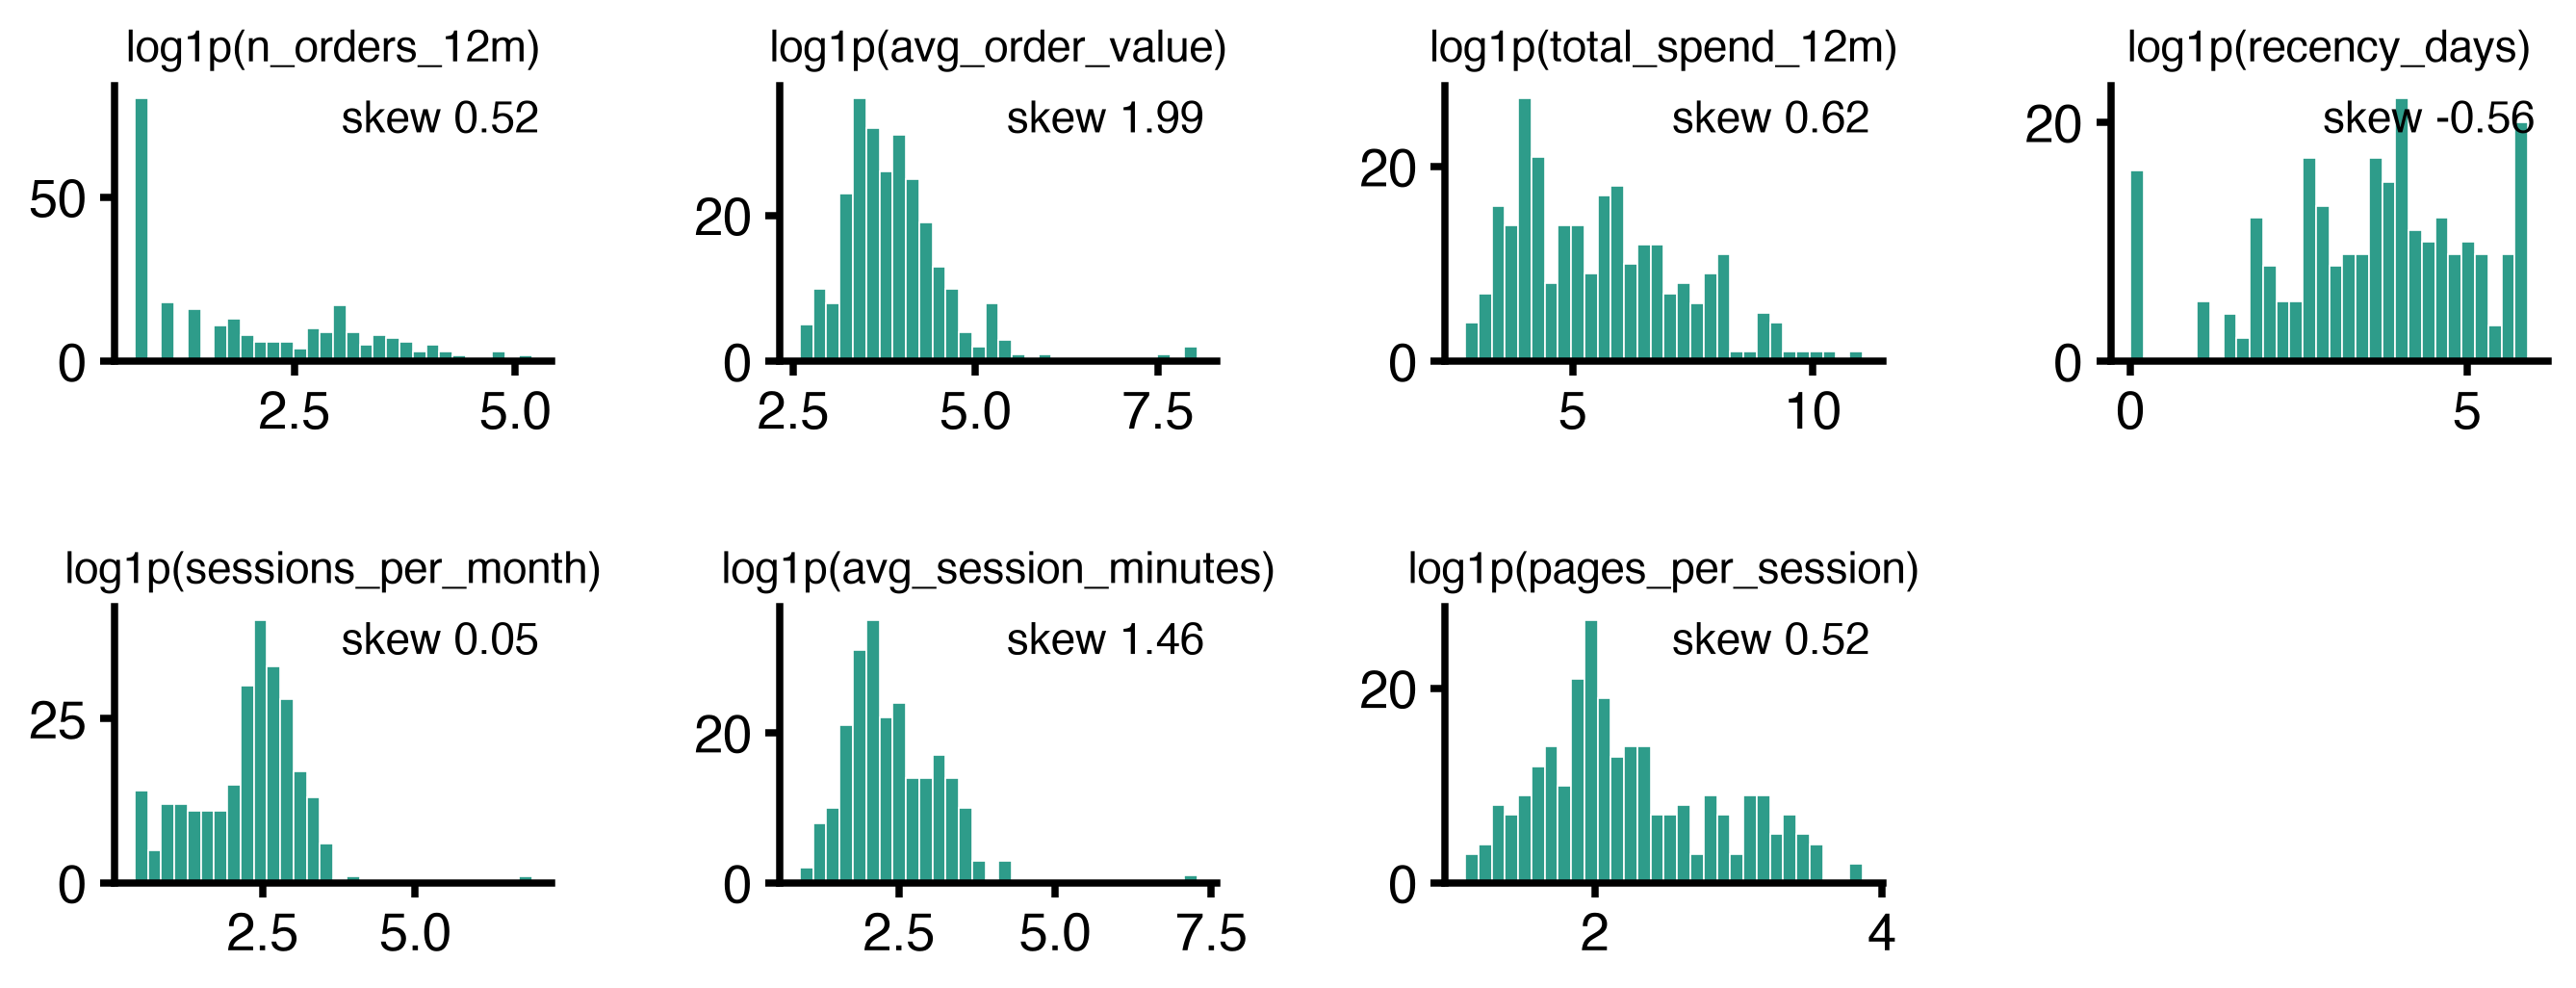 log1p(n_orders_12m)
skew 0.52
50
0
2.5 5.0
log1p(avg_order_value)
skew 1.99
20
0
2.5 5.0 7.5
log1p(total_spend_12m)
skew 0.62
20
0
5 10
log1p(recency_days)
skew -0.56
20
0
0 5
log1p(sessions_per_month)
skew 0.05
25
0
2.5 5.0
log1p(avg_session_minutes)
skew 1.46
20
0
2.5 5.0 7.5
log1p(pages_per_session)
skew 0.52
20
0
2 4